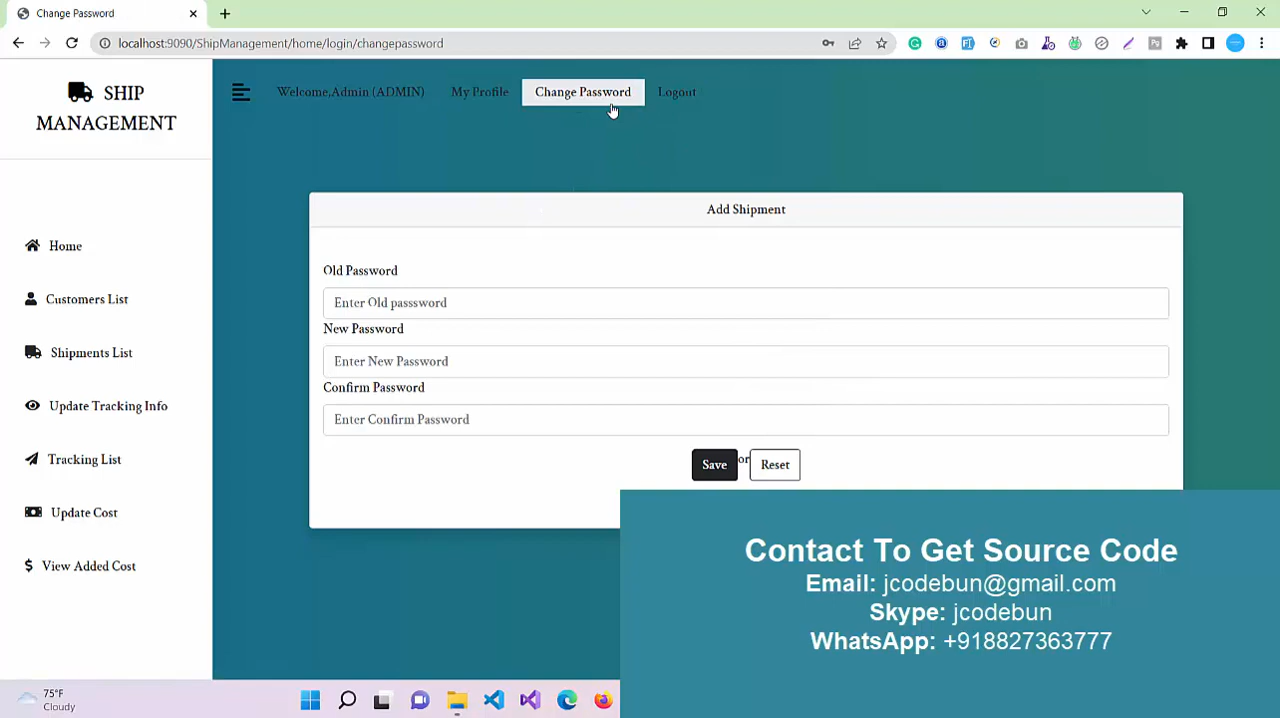 Change Password
localhost:9090/ShipManagement/home/login/changepassword
SHIP
MANAGEMENT
Welcome,Admin (ADMIN)
My Profile
Change Password
Logout
Add Shipment
Home
Customers List
Shipments List
Update Tracking Info
Tracking List
Update Cost
View Added Cost
Old Password
Enter Old passsword
New Password
Enter New Password
Confirm Password
Enter Confirm Password
Save
or
Reset
Contact To Get Source Code
Email: jcodebun@gmail.com
Skype: jcodebun
WhatsApp: +918827363777
75°F
Cloudy